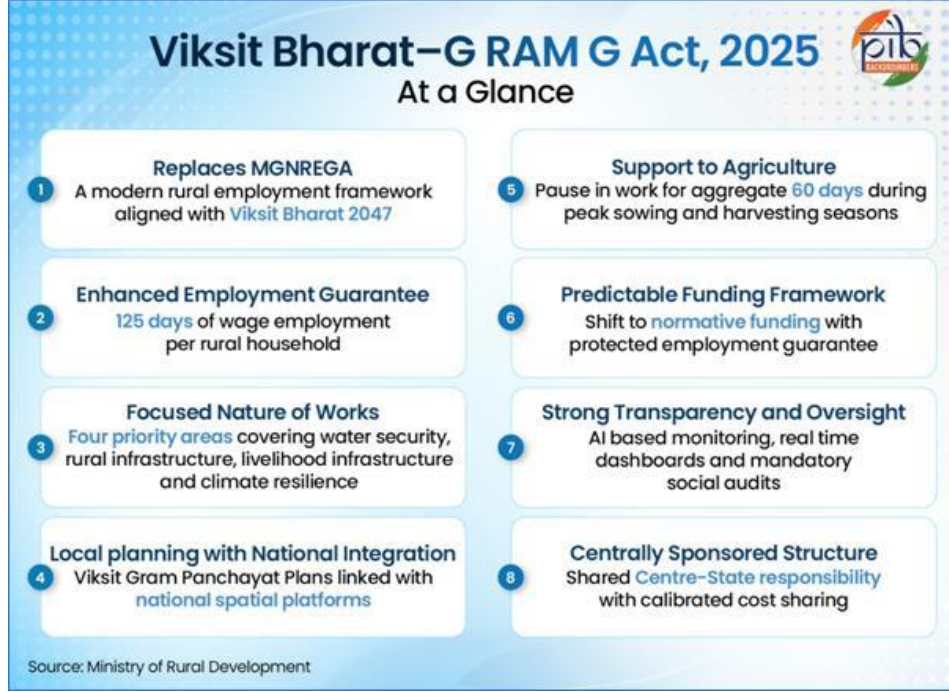 Viksit Bharat–G RAM G Act, 2025
At a Glance
pib
BACKGROUNDERS
1
Replaces MGNREGA
A modern rural employment framework
aligned with Viksit Bharat 2047
2
Enhanced Employment Guarantee
125 days of wage employment
per rural household
3
Focused Nature of Works
Four priority areas covering water security,
rural infrastructure, livelihood infrastructure
and climate resilience
4
Local planning with National Integration
Viksit Gram Panchayat Plans linked with
national spatial platforms
5
Support to Agriculture
Pause in work for aggregate 60 days during
peak sowing and harvesting seasons
6
Predictable Funding Framework
Shift to normative funding with
protected employment guarantee
7
Strong Transparency and Oversight
AI based monitoring, real time
dashboards and mandatory
social audits
8
Centrally Sponsored Structure
Shared Centre-State responsibility
with calibrated cost sharing
Source: Ministry of Rural Development